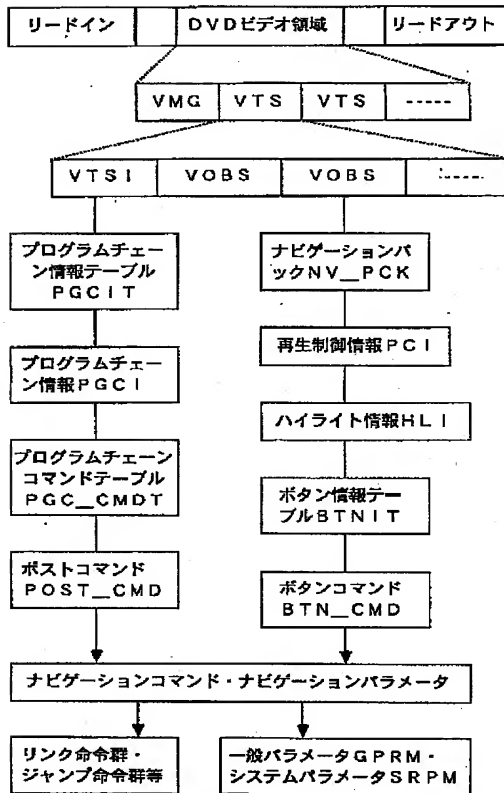 リードイン ＤＶＤビデオ領域 リードアウト
ＶＭＧ ＶＴＳ ＶＴＳ -----
ＶＴＳＩ ＶＯＢＳ ＶＯＢＳ -----
プログラムチェー
ン情報テーブル
ＰＧＣＩＴ
プログラムチェー
ン情報ＰＧＣＩ
プログラムチェーン
コマンドテーブル
ＰＧＣ＿ＣＭＤＴ
ポストコマンド
ＰＯＳＴ＿ＣＭＤ
ナビゲーションパ
ックＮＶ＿ＰＣＫ
再生制御情報ＰＣＩ
ハイライト情報ＨＬＩ
ボタン情報テー
ブルＢＴＮＩＴ
ボタンコマンド
ＢＴＮ＿ＣＭＤ
ナビゲーションコマンド・ナビゲーションパラメータ
リンク命令群・
ジャンプ命令群等
一般パラメータＧＰＲＭ・
システムパラメータＳＲＰＭ